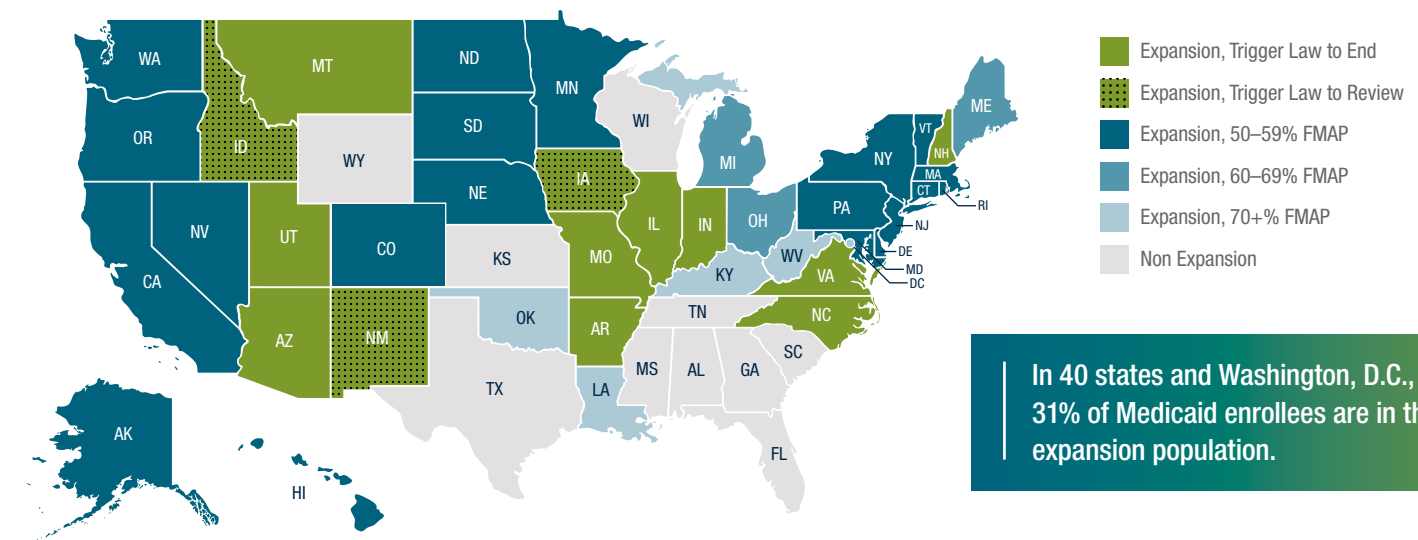 WA
MT
ND
MN
OR
ID
WY
SD
WI
MI
NY
VT
NH
ME
MA
CT
RI
NE
IA
PA
NJ
NV
UT
CO
KS
MO
IL
IN
OH
WV
DE
MD
DC
CA
KY
VA
AZ
NM
OK
AR
TN
NC
TX
LA
MS
AL
GA
SC
AK
HI
FL
Expansion, Trigger Law to End
Expansion, Trigger Law to Review
Expansion, 50–59% FMAP
Expansion, 60–69% FMAP
Expansion, 70+% FMAP
Non Expansion
In 40 states and Washington, D.C.,
31% of Medicaid enrollees are in
expansion population.